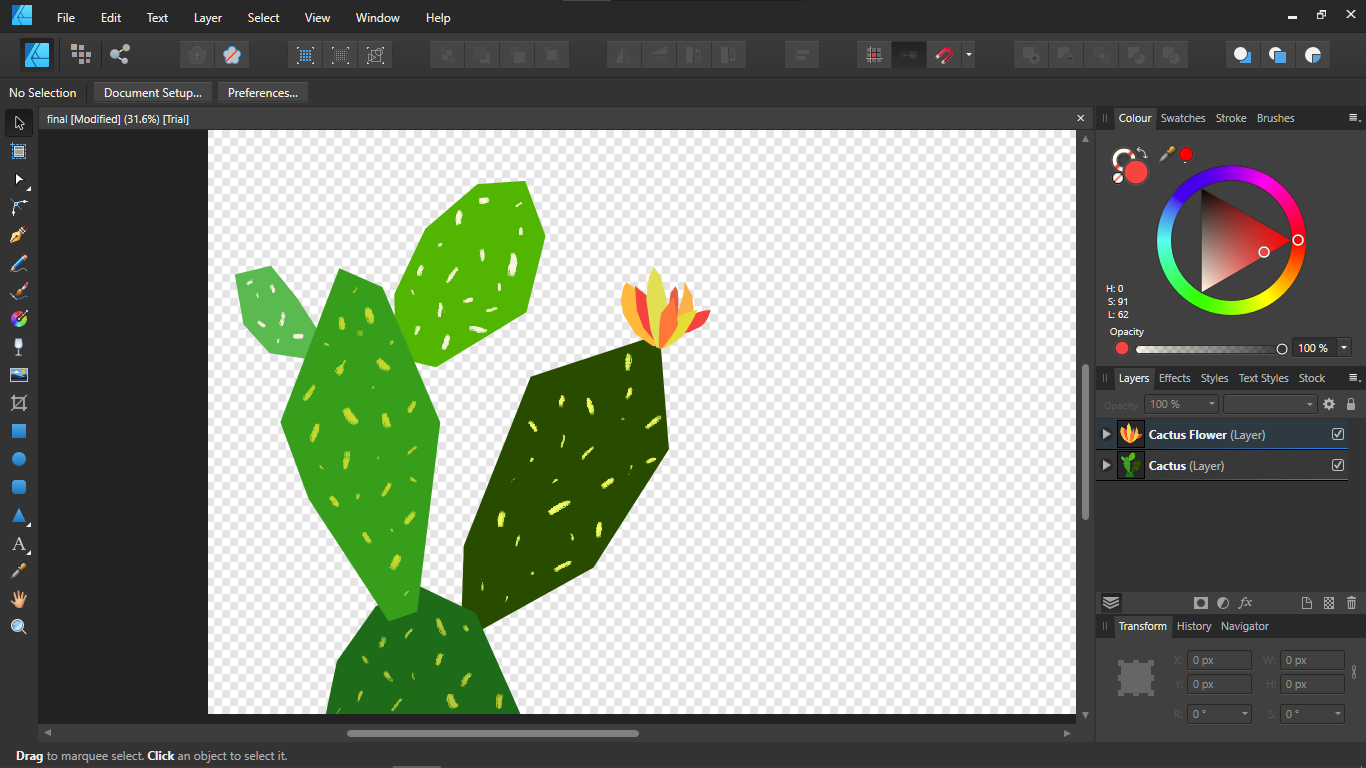 File Edit Text Layer Select View Window Help
No Selection Document Setup... Preferences...
final [Modified] (31.6%) [Trial]
Colour Swatches Stroke Brushes
H: 0
S: 91
L: 62
Opacity
100 %
Layers Effects Styles Text Styles Stock
Opacity: 100 %
Cactus Flower (Layer)
Cactus (Layer)
fx
Transform History Navigator
X: 0 px W: 0 px
Y: 0 px H: 0 px
R: 0 ° S: 0 °
A
Drag to marquee select. Click an object to select it.